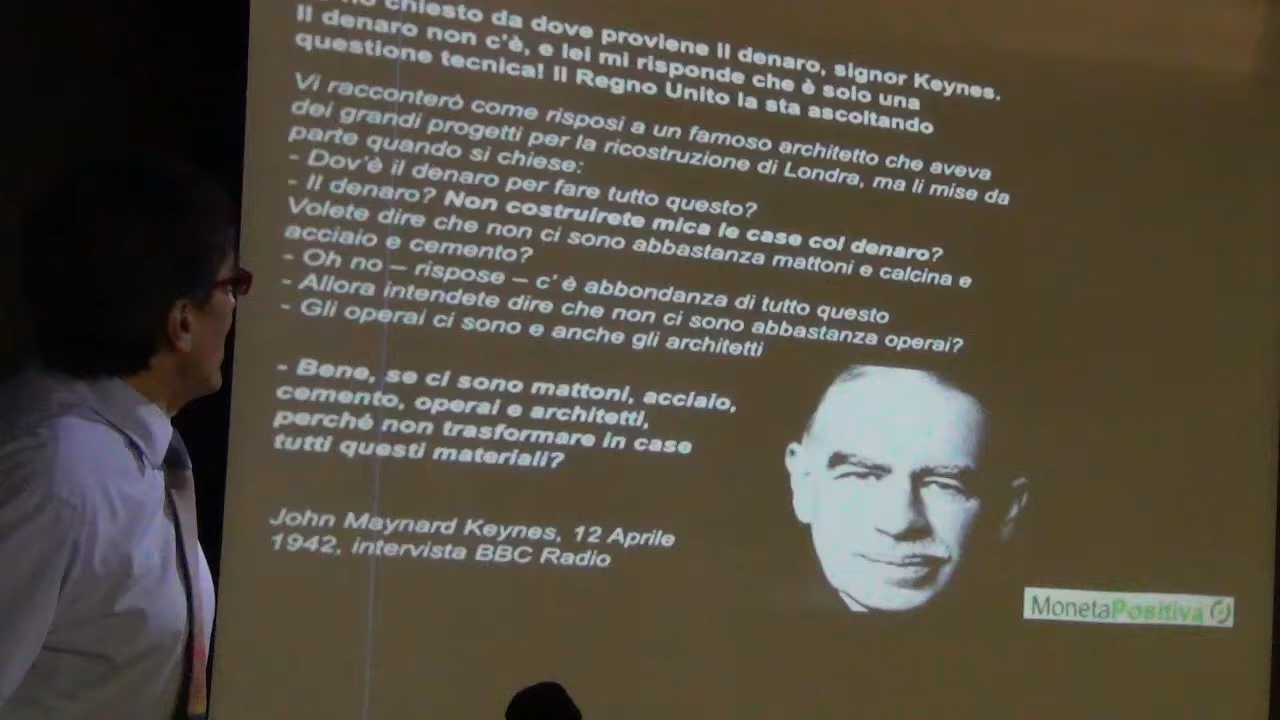 chiesto da dove proviene il denaro, signor Keynes.
Il denaro non c'è, e lei mi risponde che è solo una
questione tecnica! Il Regno Unito la sta ascoltando
Vi racconterò come risposi a un famoso architetto che aveva
dei grandi progetti per la ricostruzione di Londra, ma li mise da
parte quando si chiese:
- Dov'è il denaro per fare tutto questo?
- Il denaro? Non costruirete mica le case col denaro?
Volete dire che non ci sono abbastanza mattoni e calcina e
acciaio e cemento?
- Oh no – rispose – c' è abbondanza di tutto questo
- Allora intendete dire che non ci sono abbastanza operai?
- Gli operai ci sono e anche gli architetti
- Bene, se ci sono mattoni, acciaio,
cemento, operai e architetti,
perché non trasformare in case
tutti questi materiali?
John Maynard Keynes, 12 Aprile
1942, intervista BBC Radio
MonetaPositiva